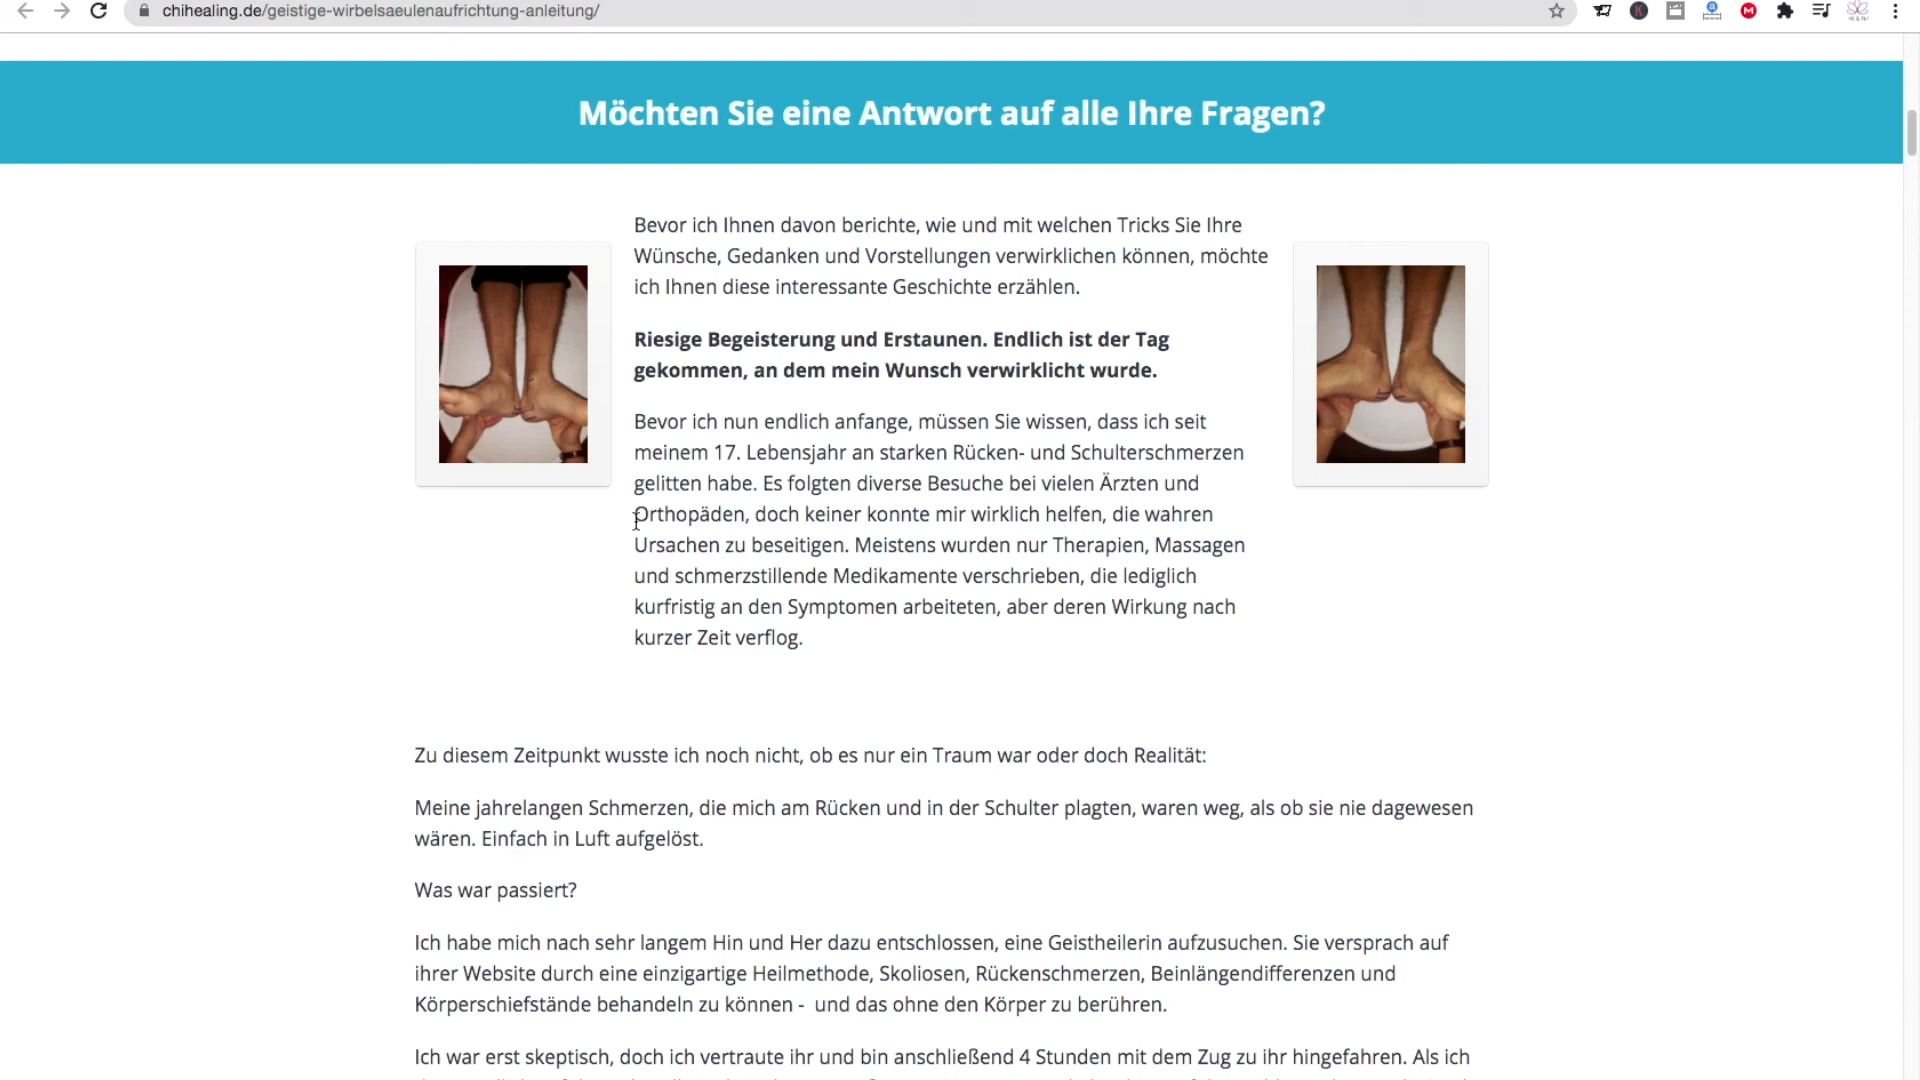 chihealing.de/geistige-wirbelsaeulenaufrichtung-anleitung/
Möchten Sie eine Antwort auf alle Ihre Fragen?
Bevor ich Ihnen davon berichte, wie und mit welchen Tricks Sie Ihre
Wünsche, Gedanken und Vorstellungen verwirklichen können, möchte
ich Ihnen diese interessante Geschichte erzählen.
Riesige Begeisterung und Erstaunen. Endlich ist der Tag
gekommen, an dem mein Wunsch verwirklicht wurde.
Bevor ich nun endlich anfange, müssen Sie wissen, dass ich seit
meinem 17. Lebensjahr an starken Rücken- und Schulterschmerzen
gelitten habe. Es folgten diverse Besuche bei vielen Ärzten und
Orthopäden, doch keiner konnte mir wirklich helfen, die wahren
Ursachen zu beseitigen. Meistens wurden nur Therapien, Massagen
und schmerzstillende Medikamente verschrieben, die lediglich
kurfristig an den Symptomen arbeiteten, aber deren Wirkung nach
kurzer Zeit verflog.
Zu diesem Zeitpunkt wusste ich noch nicht, ob es nur ein Traum war oder doch Realität:
Meine jahrelangen Schmerzen, die mich am Rücken und in der Schulter plagten, waren weg, als ob sie nie dagewesen
wären. Einfach in Luft aufgelöst.
Was war passiert?
Ich habe mich nach sehr langem Hin und Her dazu entschlossen, eine Geistheilerin aufzusuchen. Sie versprach auf
ihrer Website durch eine einzigartige Heilmethode, Skoliosen, Rückenschmerzen, Beinlängendifferenzen und
Körperschiefstände behandeln zu können - und das ohne den Körper zu berühren.
Ich war erst skeptisch, doch ich vertraute ihr und bin anschließend 4 Stunden mit dem Zug zu ihr hingefahren. Als ich